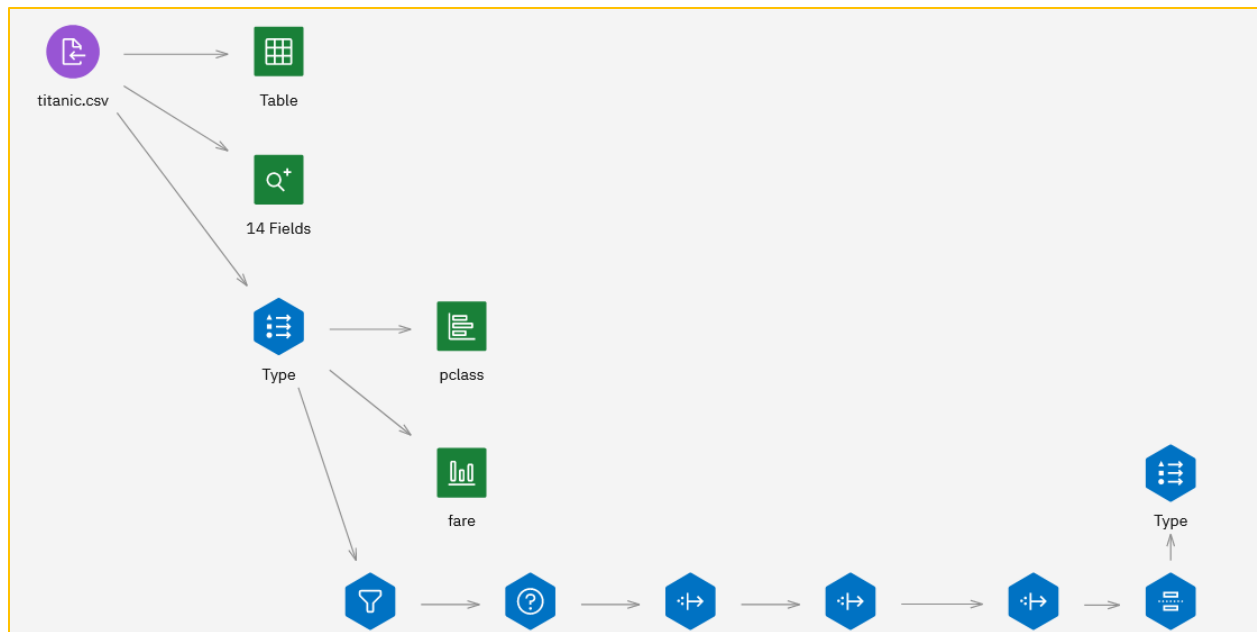 titanic.csv
Table
14 Fields
Type
pclass
fare
Type